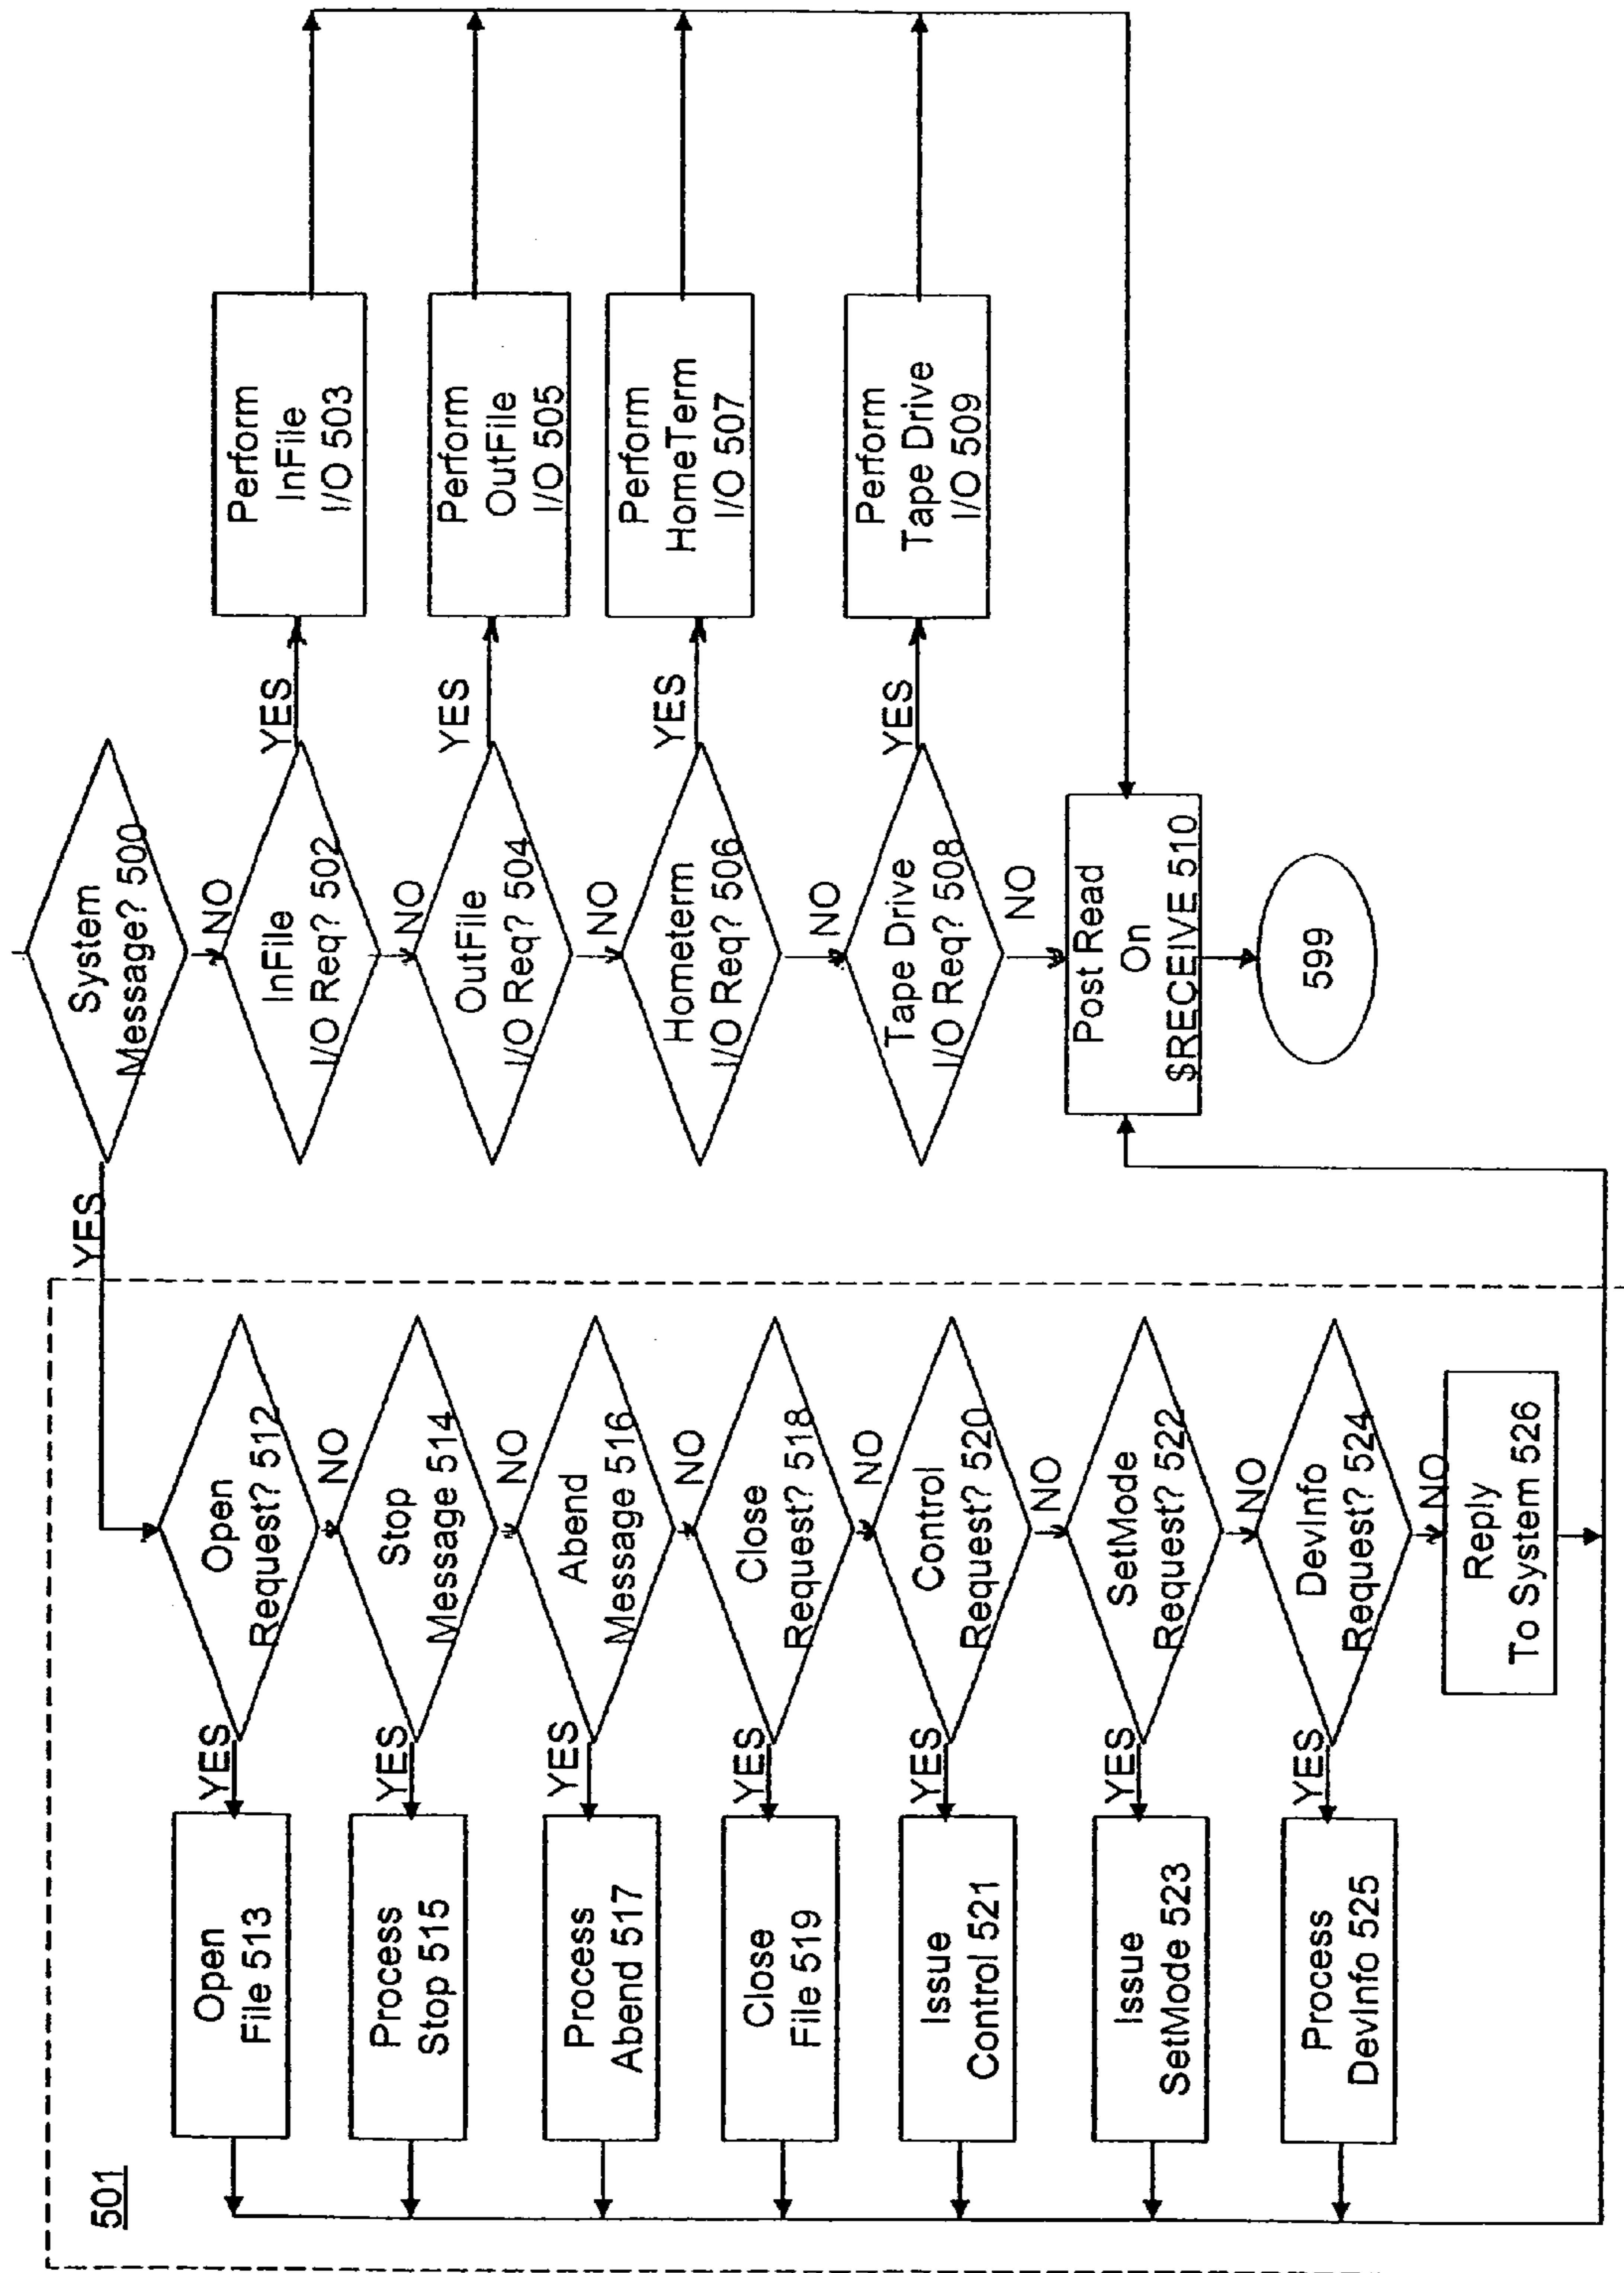 501
System
Message? 500
YES
NO
InFile
I/O Req? 502
YES
Perform
InFile
I/O 503
NO
OutFile
I/O Req? 504
YES
Perform
OutFile
I/O 505
NO
Hometerm
I/O Req? 506
YES
Perform
HomeTerm
I/O 507
NO
Tape Drive
I/O Req? 508
YES
Perform
Tape Drive
I/O 509
NO
Post Read
On
$RECEIVE 510
599
Open
Request? 512
YES
Open
File 513
NO
Stop
Message 514
YES
Process
Stop 515
NO
Abend
Message 516
YES
Process
Abend 517
NO
Close
Request? 518
YES
Close
File 519
NO
Control
Request? 520
YES
Issue
Control 521
NO
SetMode
Request? 522
YES
Issue
SetMode 523
NO
DevInfo
Request? 524
YES
Process
DevInfo 525
NO
Reply
To System 526